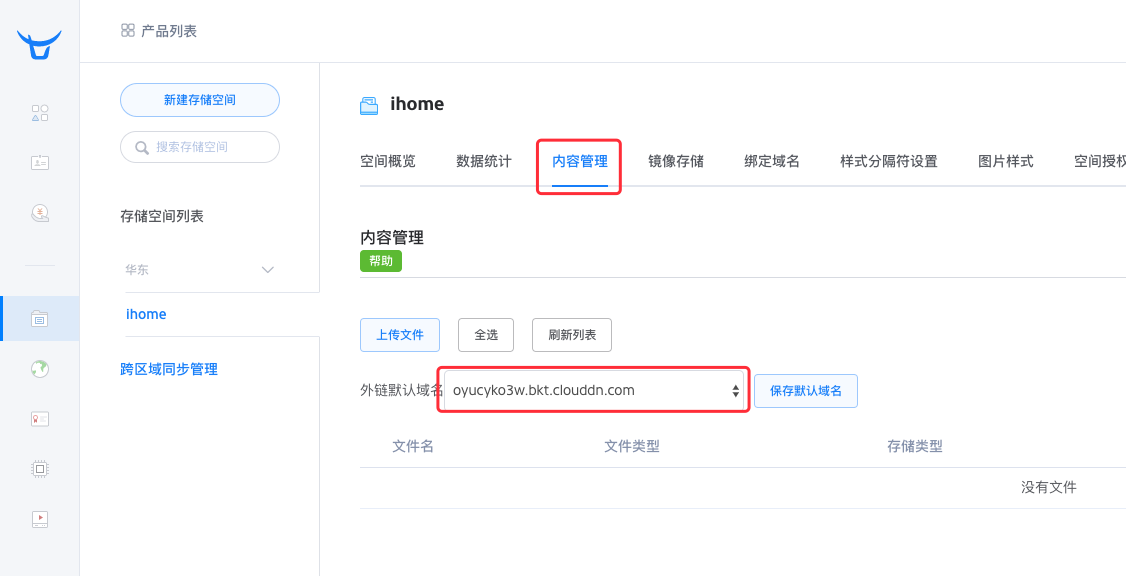 产品列表
新建存储空间
搜索存储空间
存储空间列表
华东
ihome
跨区域同步管理
ihome
空间概览 数据统计 内容管理 镜像存储 绑定域名 样式分隔符设置 图片样式 空间授权
内容管理
帮助
上传文件 全选 刷新列表
外链默认域名 oyucyko3w.bkt.clouddn.com 保存默认域名
文件名 文件类型 存储类型
没有文件